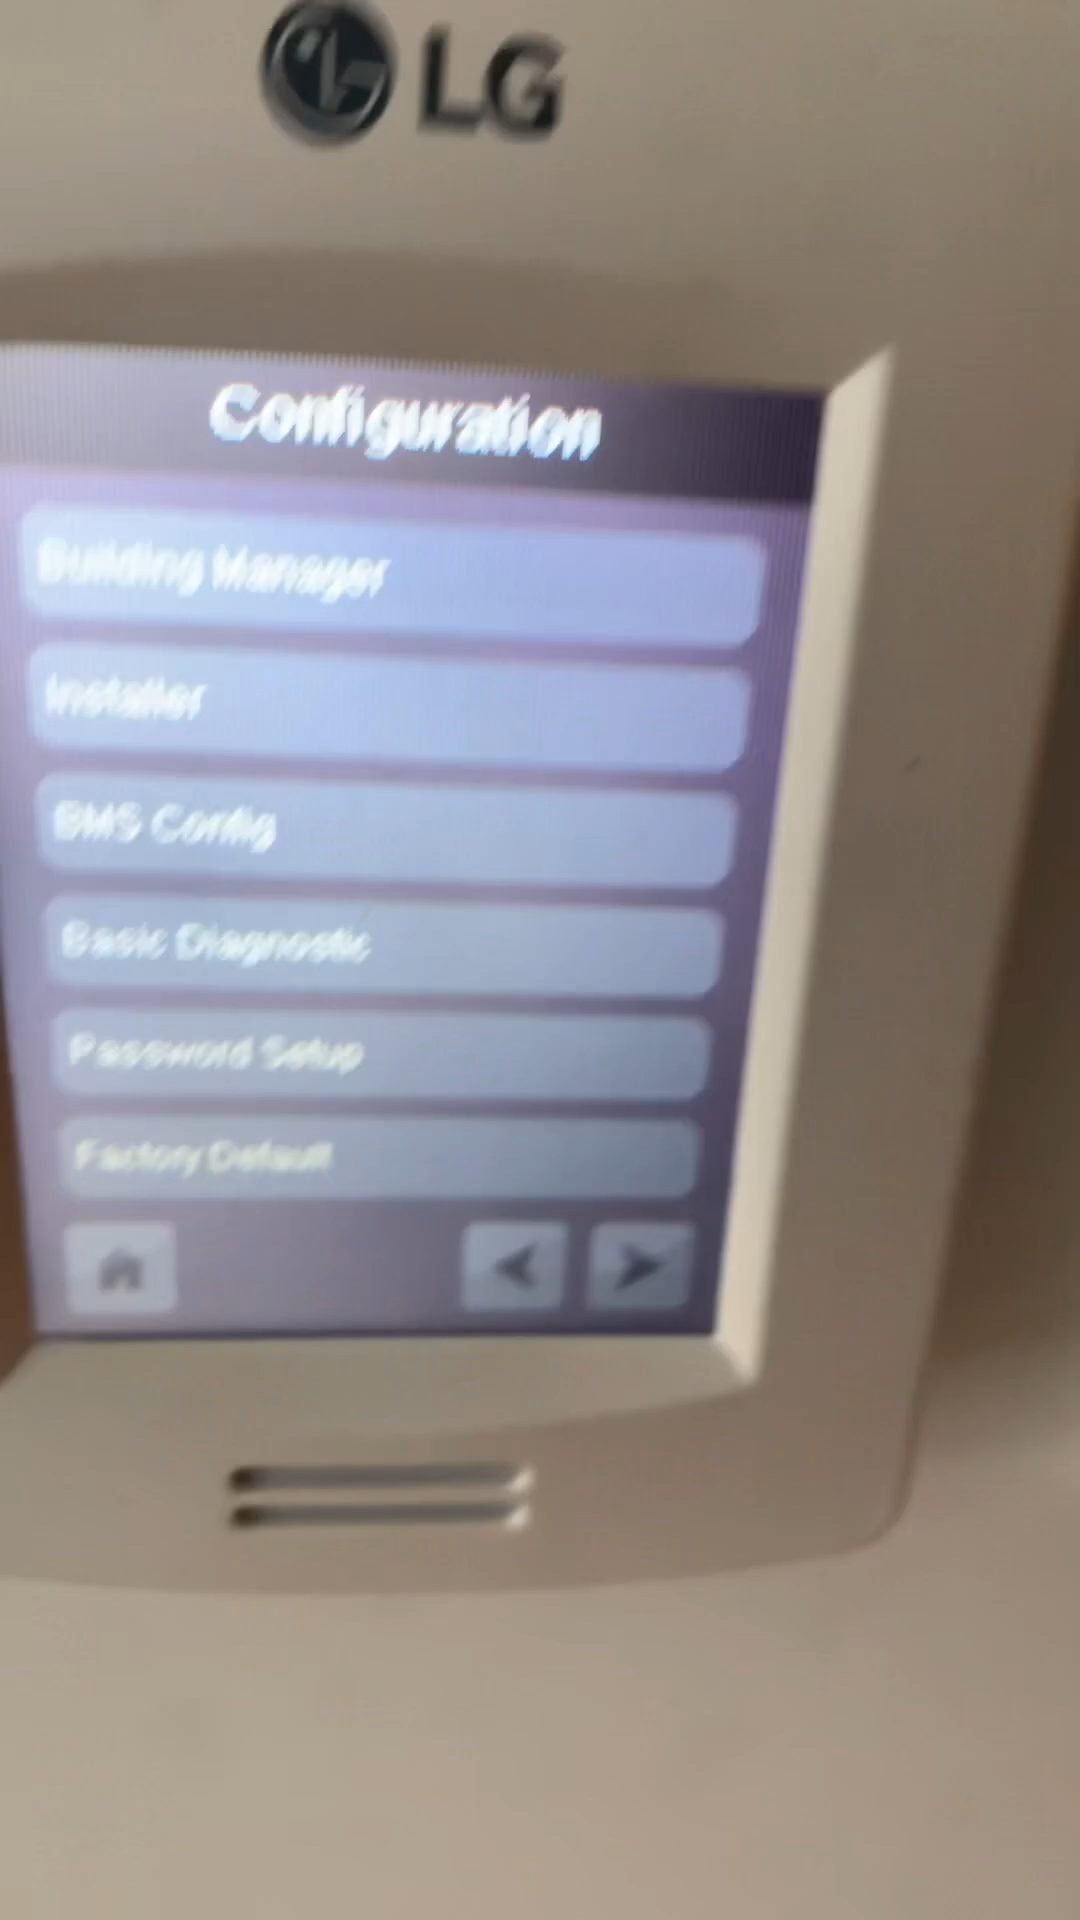 LG
Configuration
Building Manager
Installer
BMS Config
Basic Diagnostic
Password Setup
Factory Default